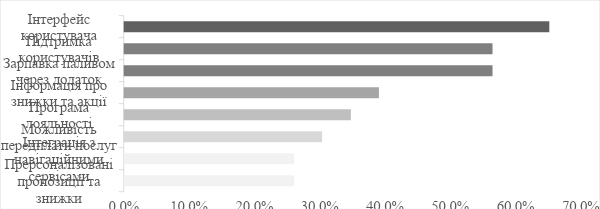 Інтерфейс
користувача
Підтримка
користувачів
Зарпавка паливом
через додаток
Інформація про
знижки та акції
Програма
лояльності
Можливість
передплати послуг
Інтеграція з
навігаційними
сервісами
Прерсоналізовані
пропозиції та
знижки
0.0% 10.0% 20.0% 30.0% 40.0% 50.0% 60.0% 70.0%